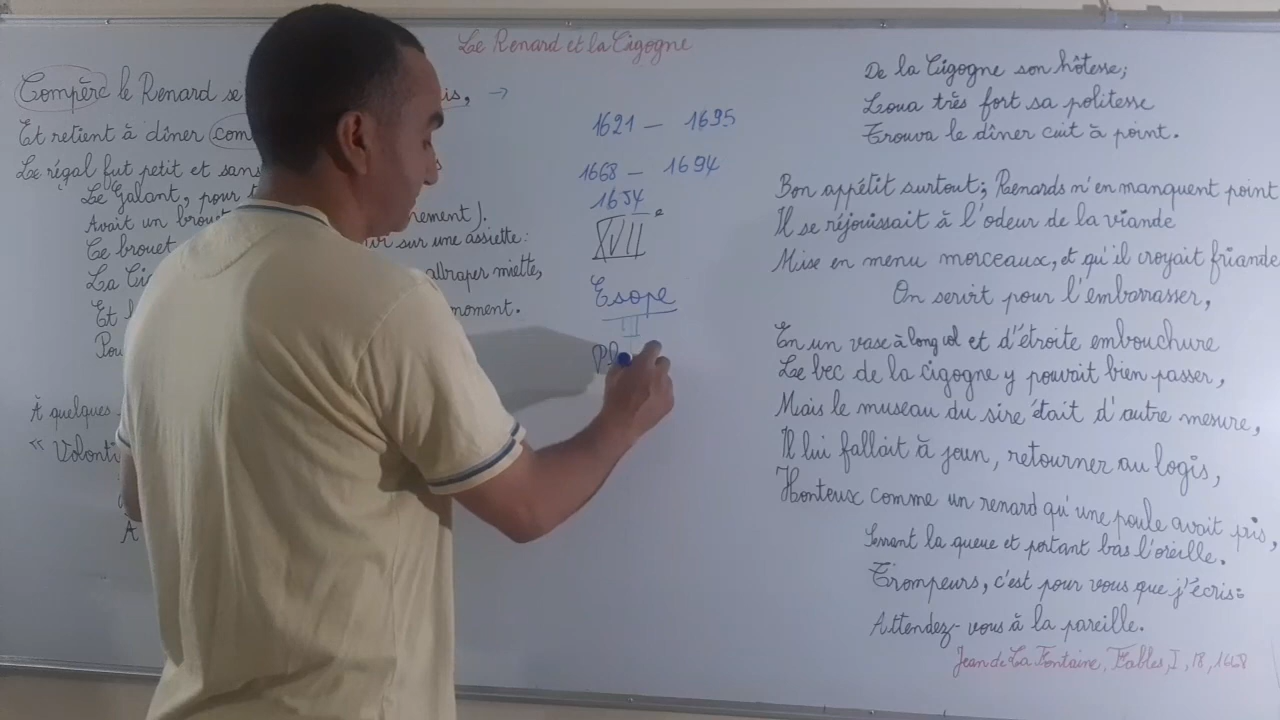 Le Renard et la Cigogne
Compère le Renard se is, →
Et retient à dîner com
Le régal fut petit et sans
Le Galant, pour
Avait un brouet nement).
Ce brouet sur une assiette:
La Cig attraper miette,
Et l moment.
Pou
À quelques
« Volonti
A
1621 — 1695
1668 — 1694
1654
XVII e
Esope
Pl
De la Cigogne son hôtesse;
Loua très fort sa politesse
Trouva le dîner cuit à point.
Bon appétit surtout; Renards n'en manquent point
Il se réjouissait à l'odeur de la viande
Mise en menu morceaux, et qu'il croyait friande
On servit pour l'embarrasser,
En un vase à long col et d'étroite embouchure
Le bec de la cigogne y pouvait bien passer,
Mais le museau du sire était d'autre mesure,
Il lui fallait à jeun, retourner au logis,
Honteux comme un renard qu'une poule avait pris,
Serrant la queue et portant bas l'oreille.
Trompeurs, c'est pour vous que j'écris:
Attendez-vous à la pareille.
Jean de La Fontaine, Fables, I, 18, 1668